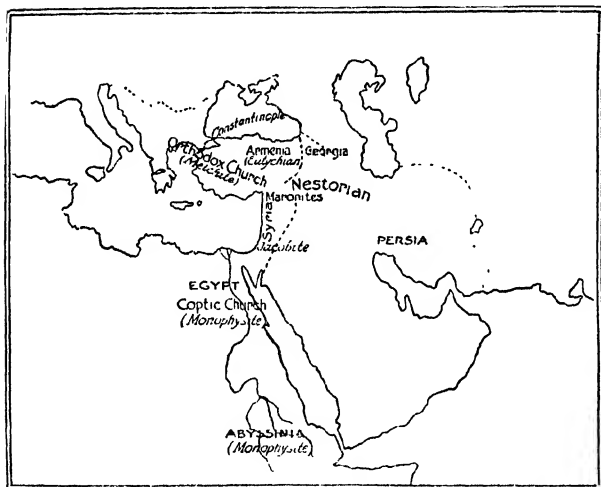 Constantinople
Orthodox Church
(Melchite)
Armenia
(Eutychian)
Georgia
Nestorian
Maronites
Syria
Jacobite
PERSIA
EGYPT
Coptic Church
(Monophysite)
ABYSSINIA
(Monophysite)